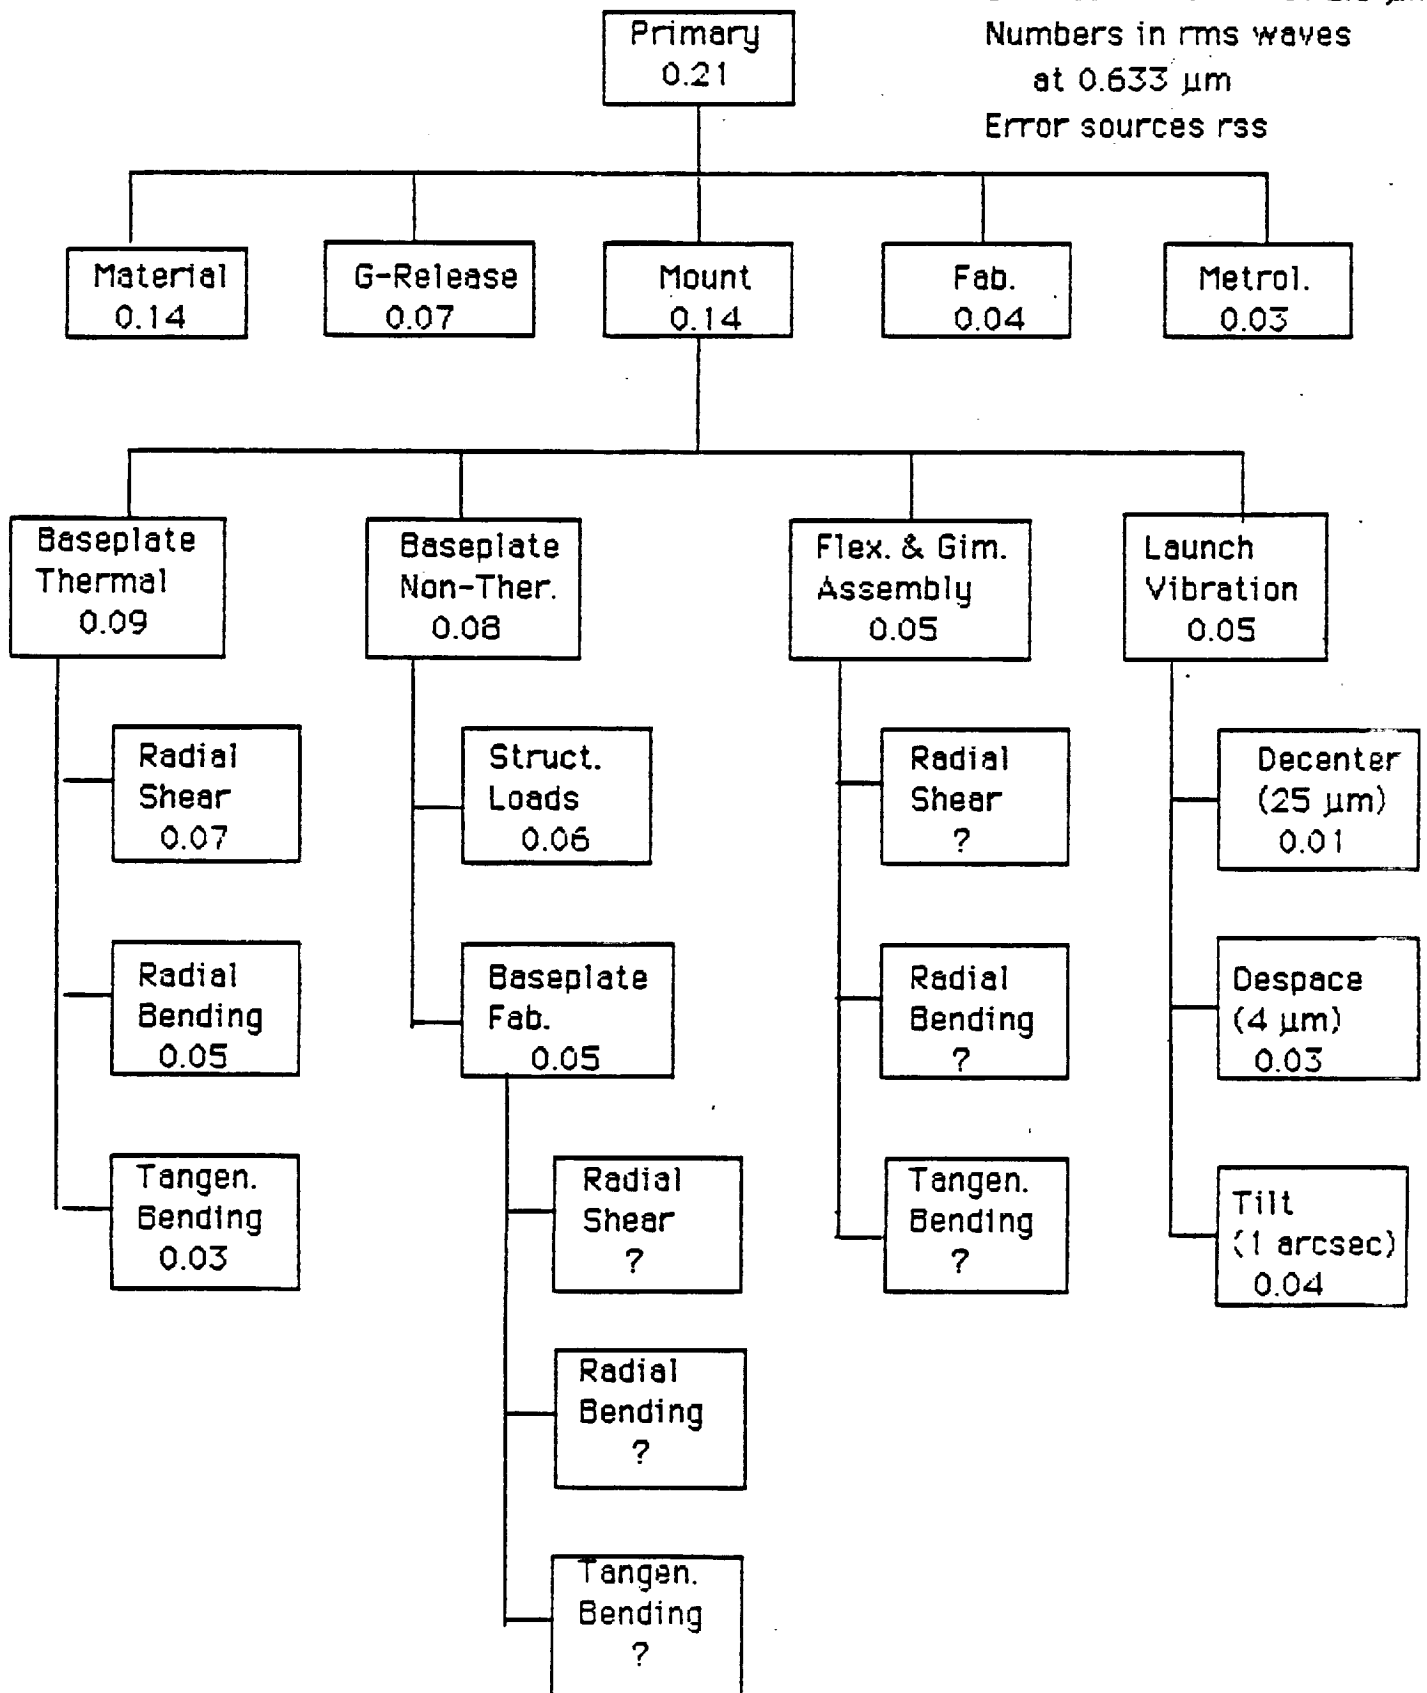 Primary
0.21
Numbers in rms waves
at 0.633 µm
Error sources rss
Material
0.14
G-Release
0.07
Mount
0.14
Fab.
0.04
Metrol.
0.03
Baseplate
Thermal
0.09
Baseplate
Non-Ther.
0.08
Flex. & Gim.
Assembly
0.05
Launch
Vibration
0.05
Radial
Shear
0.07
Radial
Bending
0.05
Tangen.
Bending
0.03
Struct.
Loads
0.06
Baseplate
Fab.
0.05
Radial
Shear
?
Radial
Bending
?
Tangen.
Bending
?
Radial
Shear
?
Radial
Bending
?
Tangen.
Bending
?
Decenter
(25 µm)
0.01
Despace
(4 µm)
0.03
Tilt
(1 arcsec)
0.04